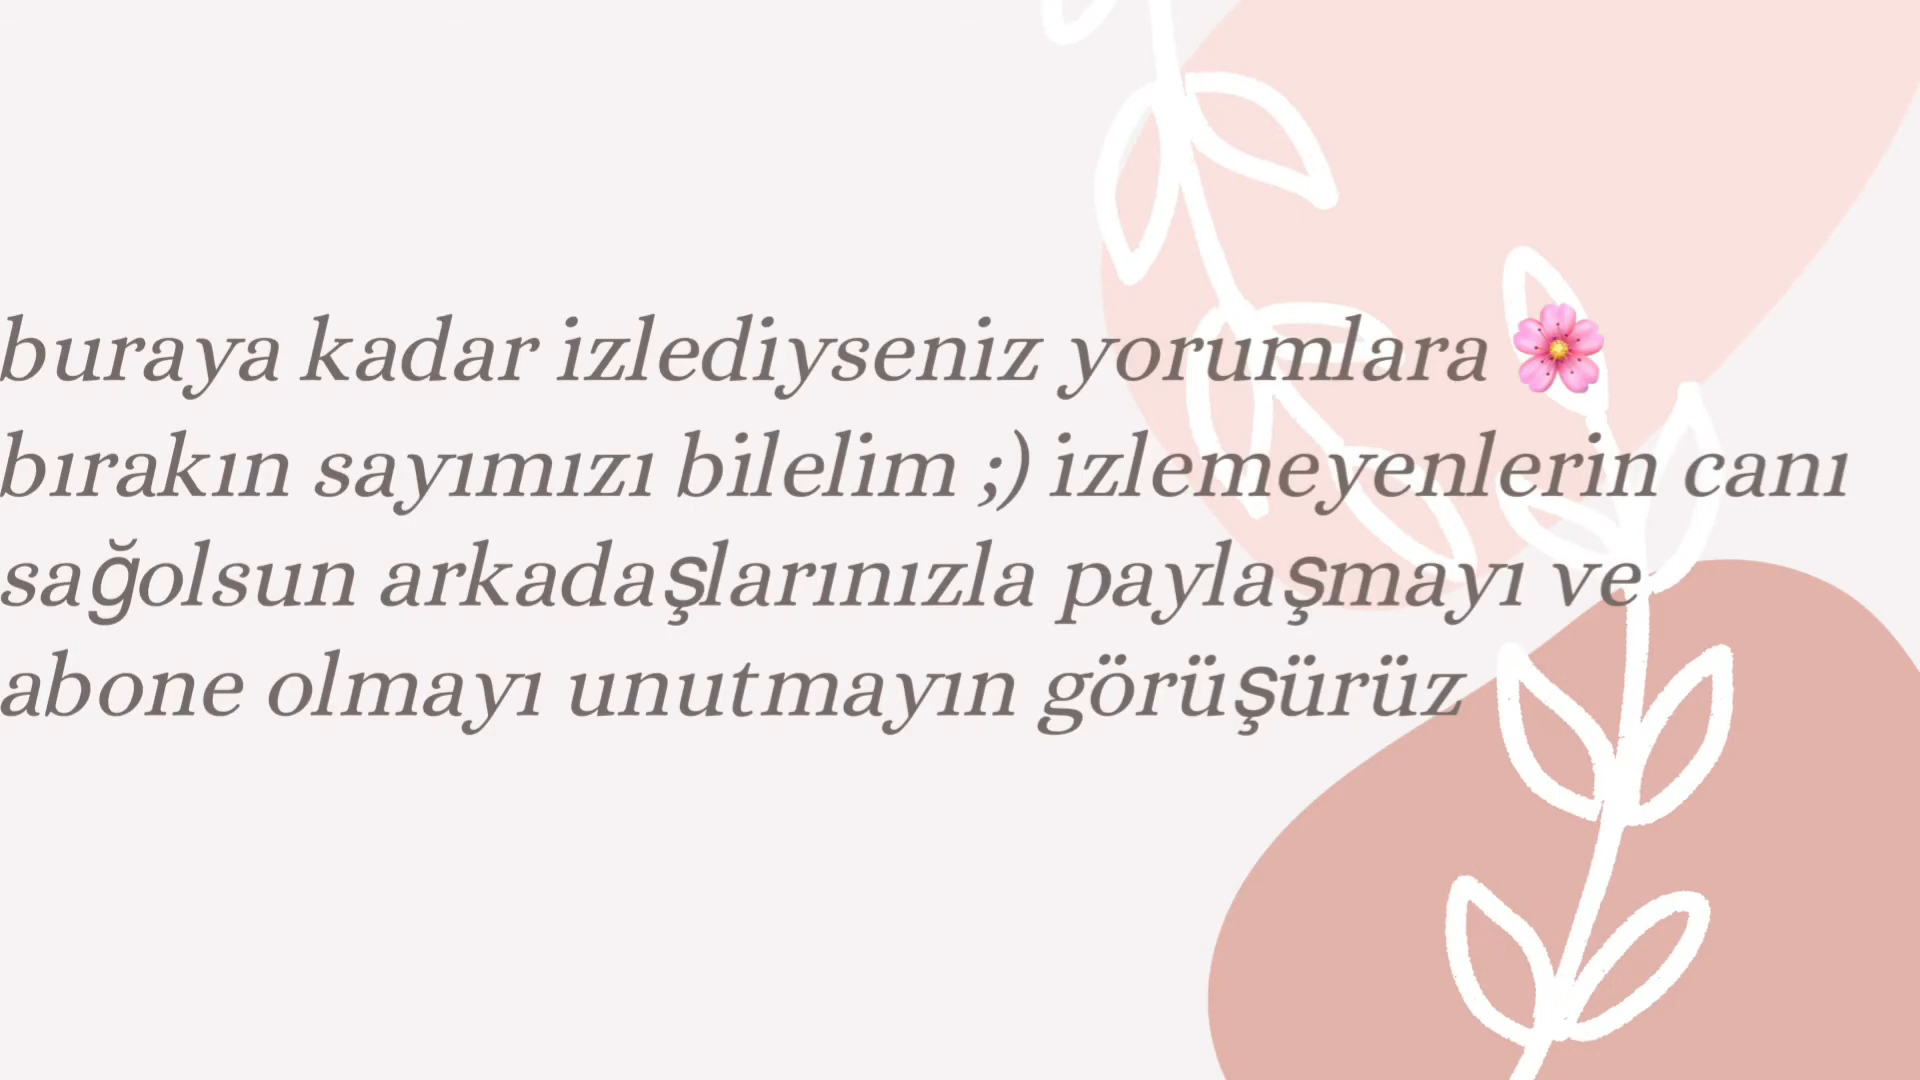 buraya kadar izlediyseniz yorumlara 🌸
bırakın sayımızı bilelim ;) izlemeyenlerin canı
sağolsun arkadaşlarınızla paylaşmayı ve
abone olmayı unutmayın görüşürüz